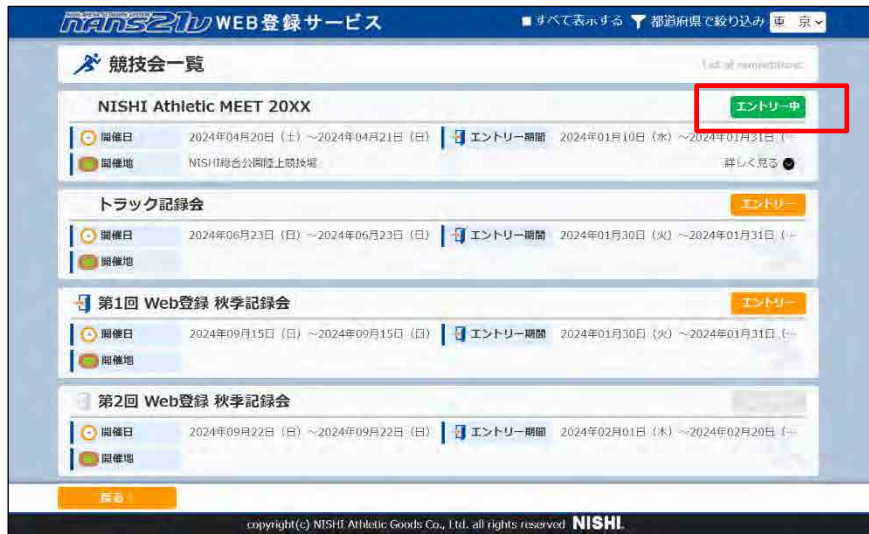 nans21v WEB登録サービス ■ すべて表示する 都道府県で絞り込み 東 京
競技会一覧 List of competitions
NISHI Athletic MEET 20XX エントリー中
開催日 2024年04月20日（土）～2024年04月21日（日） エントリー期間 2024年01月10日（水）～2024年01月31日（…
開催地 NISHI総合公園陸上競技場 詳しく見る
トラック記録会 エントリー
開催日 2024年06月23日（日）～2024年06月23日（日） エントリー期間 2024年01月30日（火）～2024年01月31日（…
開催地
第1回 Web登録 秋季記録会 エントリー
開催日 2024年09月15日（日）～2024年09月15日（日） エントリー期間 2024年01月30日（火）～2024年01月31日（…
開催地
第2回 Web登録 秋季記録会
開催日 2024年09月22日（日）～2024年09月22日（日） エントリー期間 2024年02月01日（木）～2024年02月20日（…
開催地
戻る
copyright(c) NISHI Athletic Goods Co., Ltd. all rights reserved NISHI.